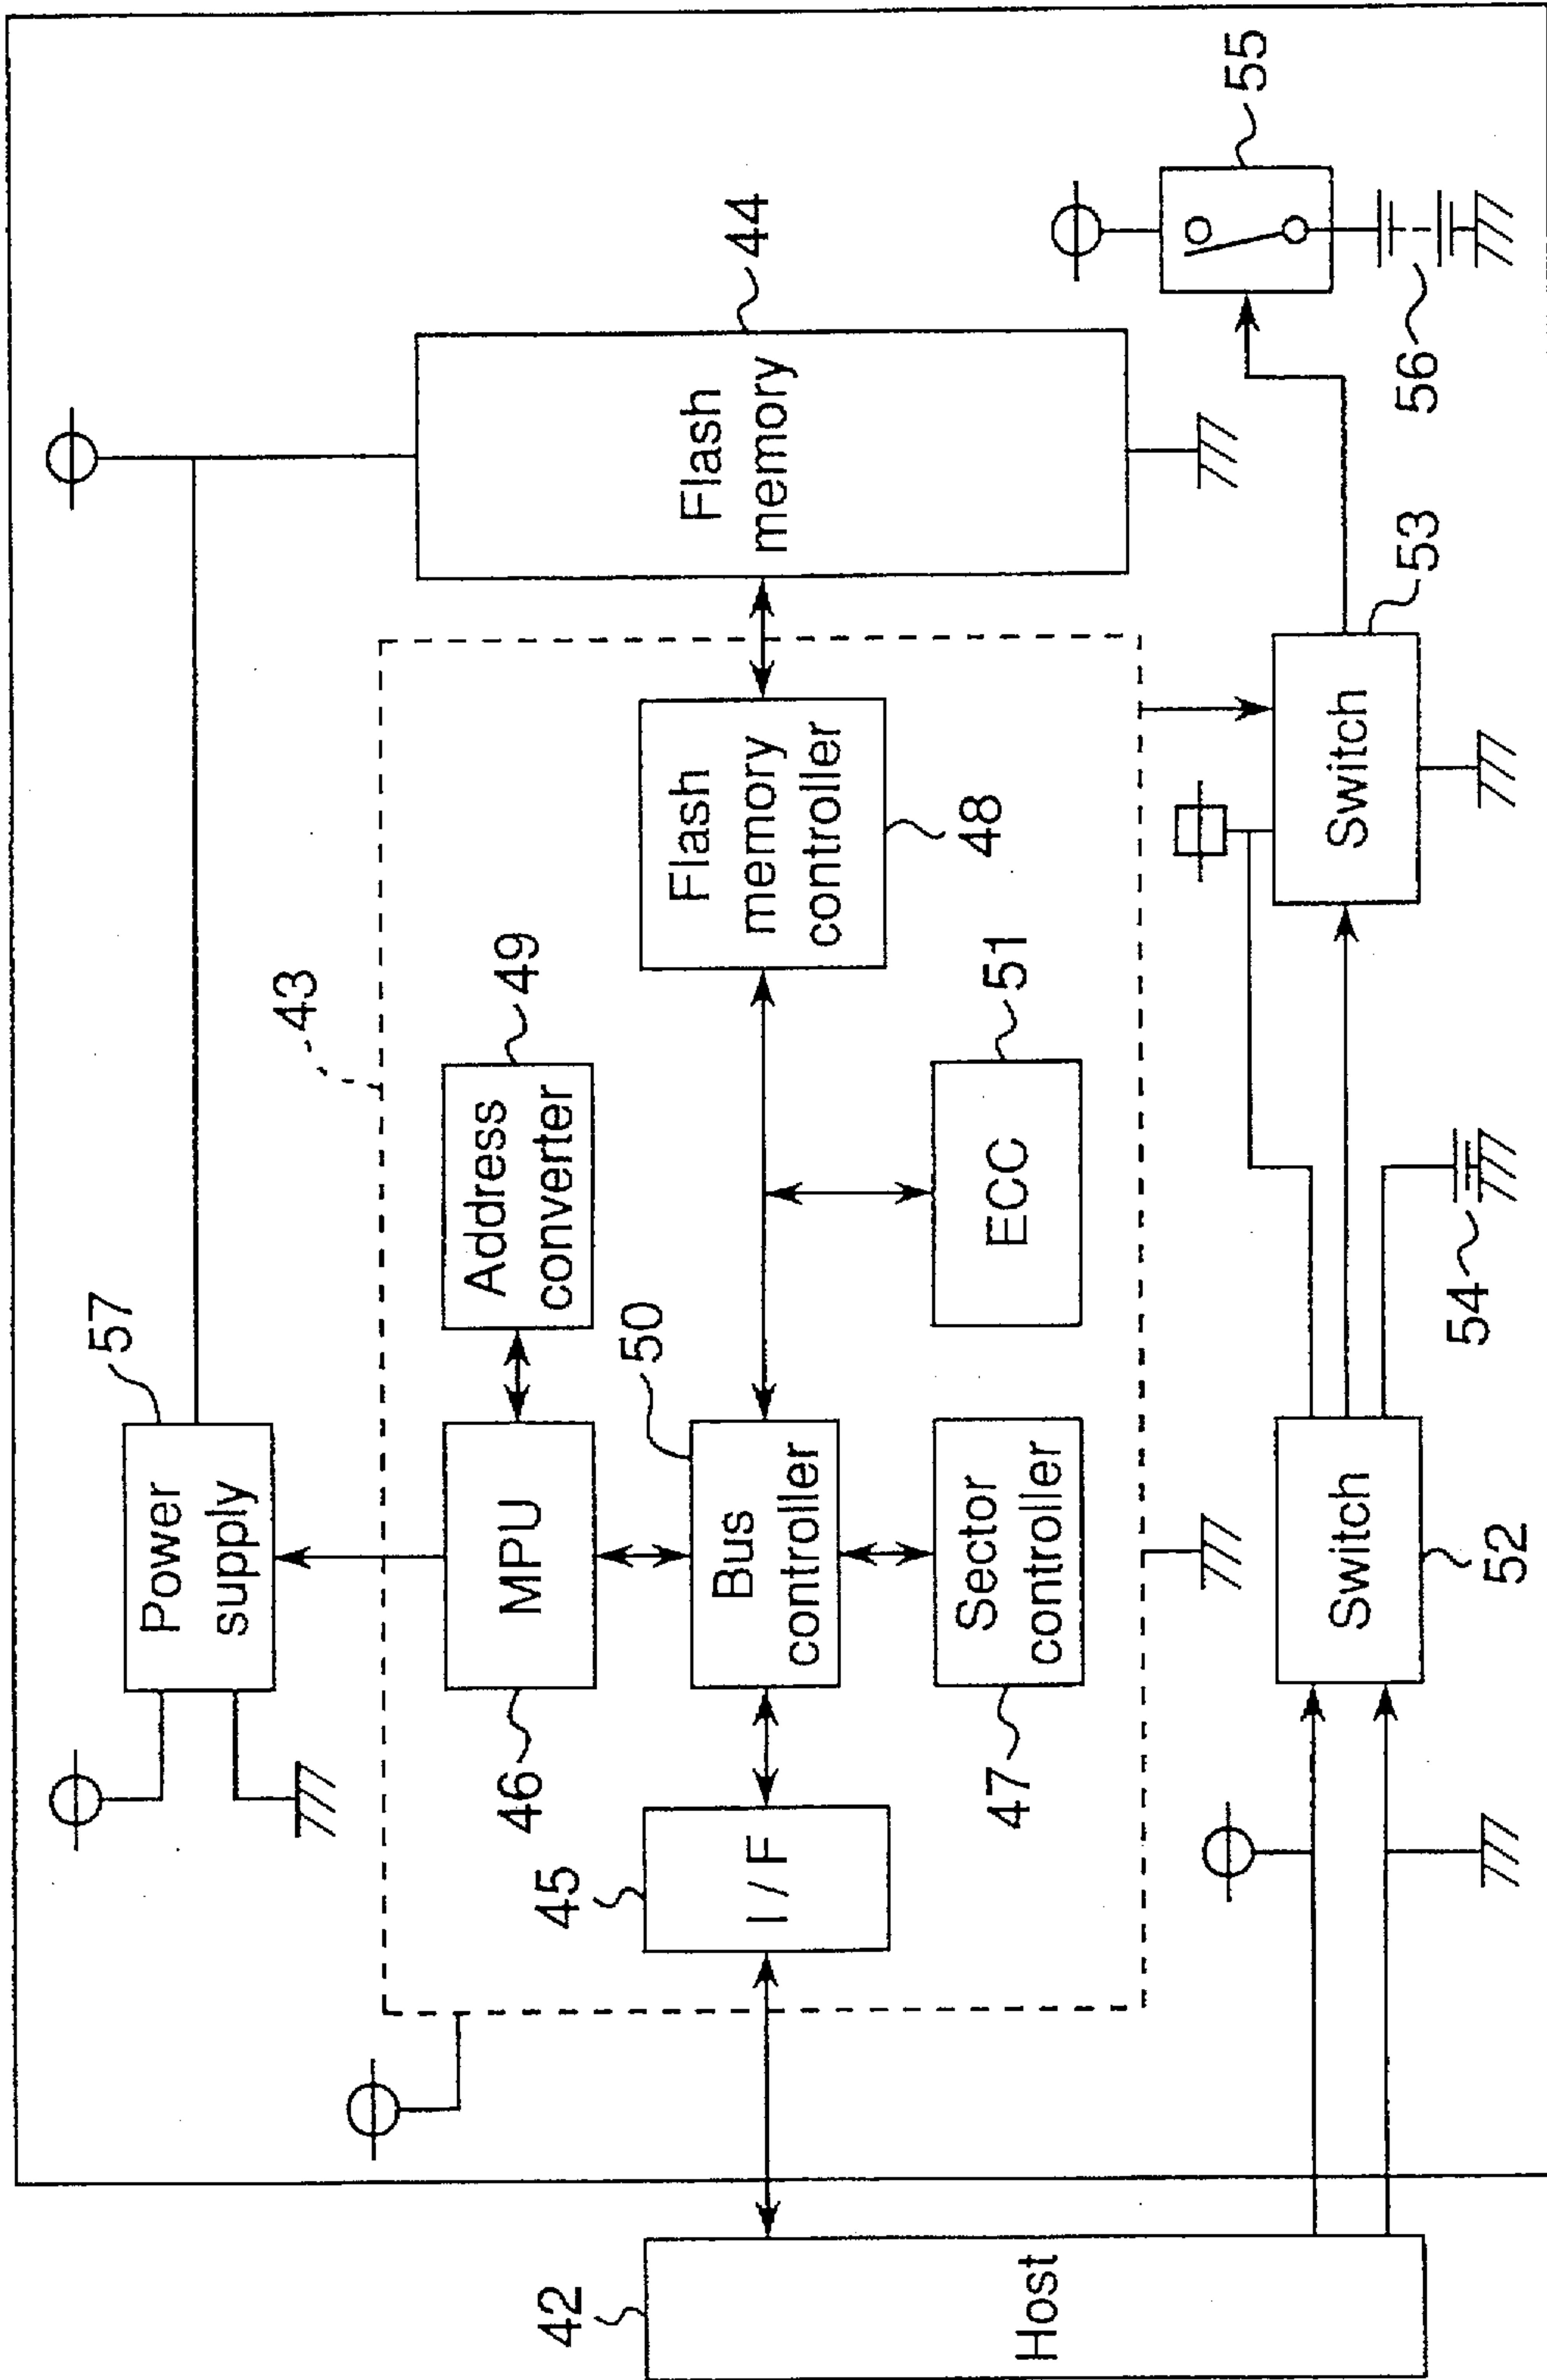 57
Power
supply
43
44
Flash
memory
49
Address
converter
MPU
46
50
Bus
controller
Flash
memory
controller
48
45
I / F
51
ECC
Sector
controller
47
42
Host
Switch
52
54
Switch
53
55
56